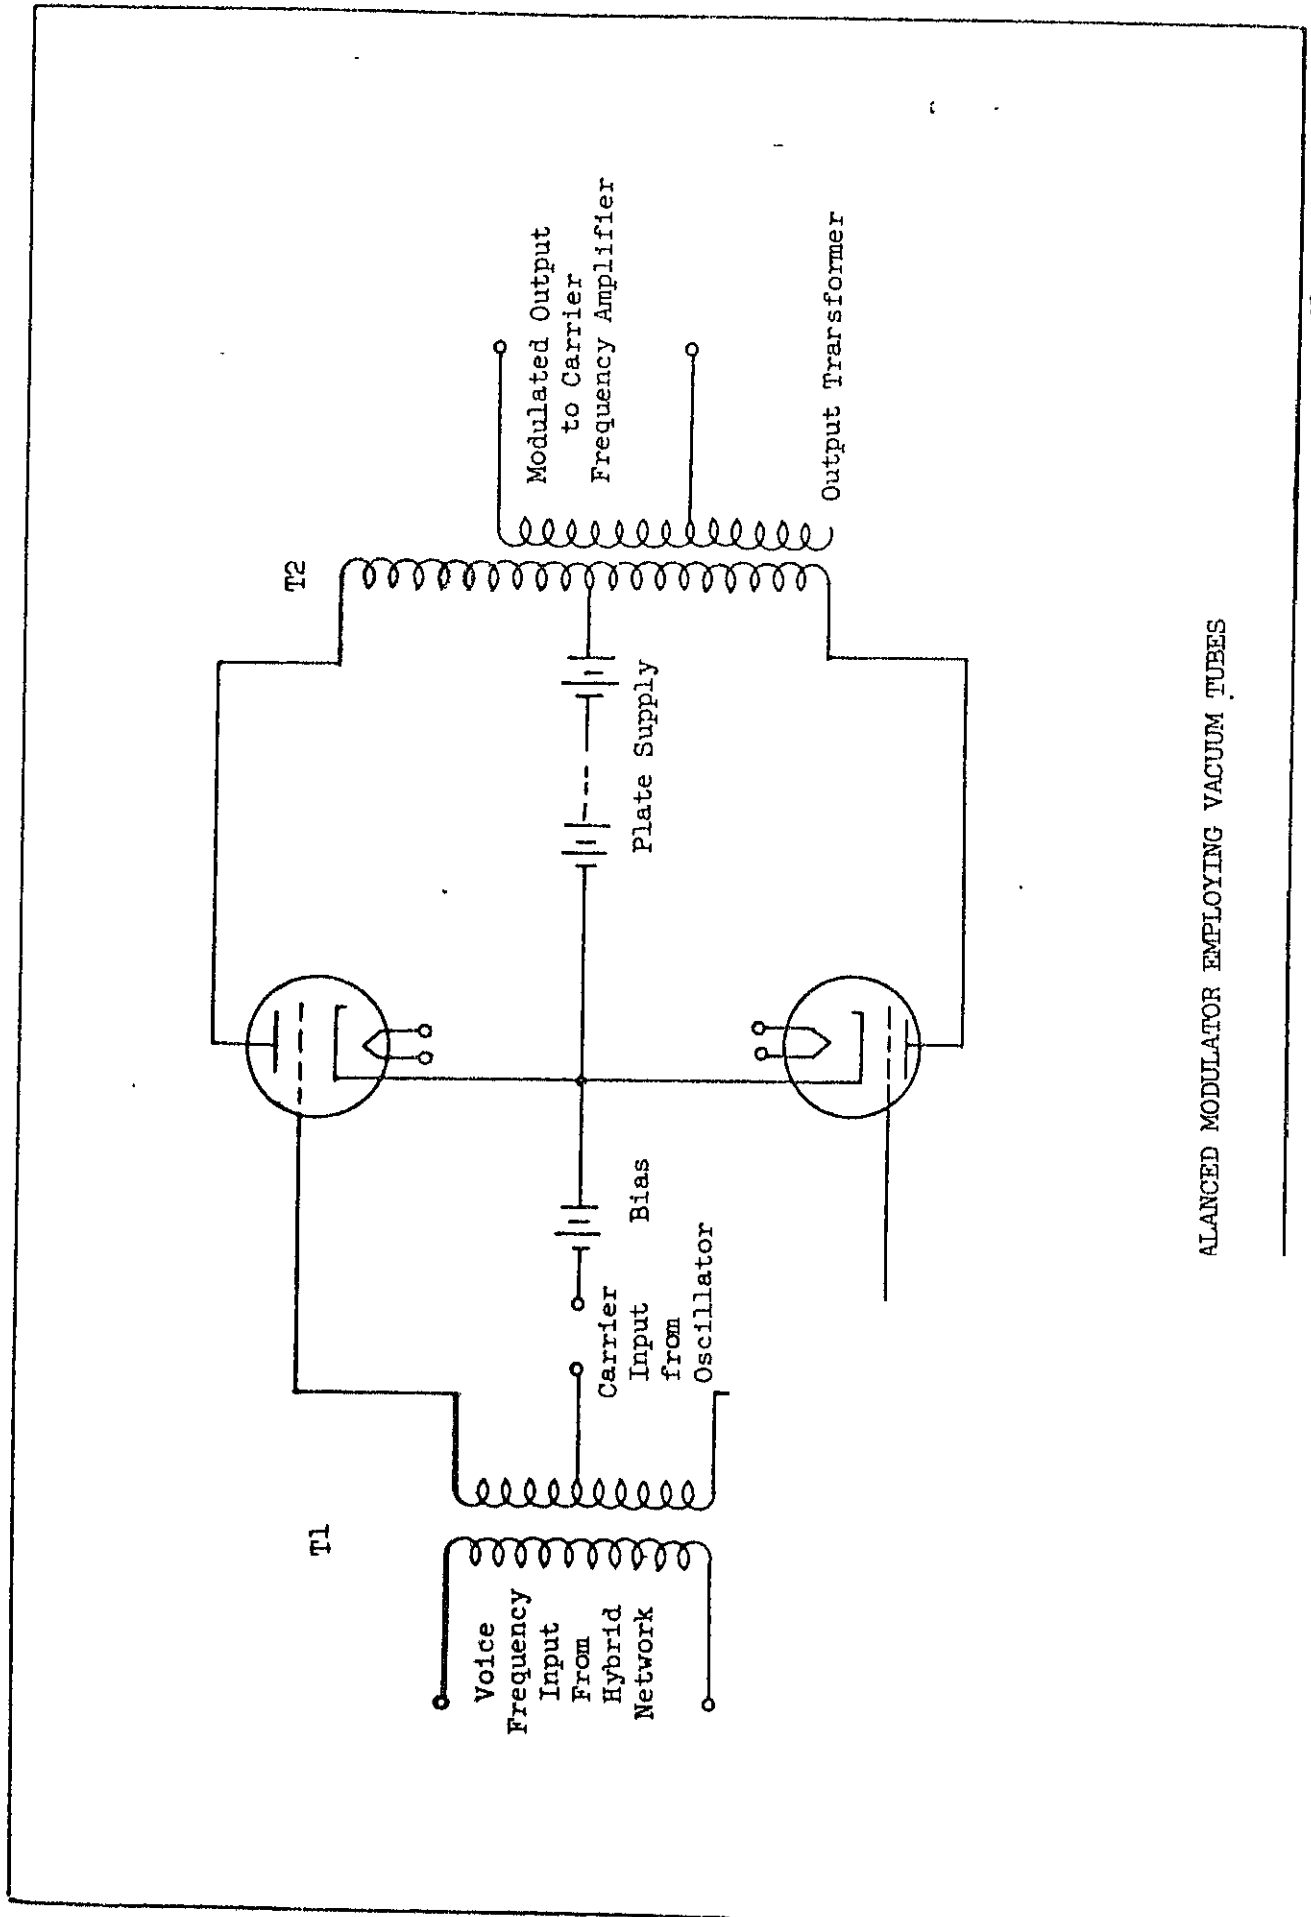 T1
T2
Voice
Frequency
Input
From
Hybrid
Network
Carrier
Input
from
Oscillator
Bias
Plate Supply
Modulated Output
to Carrier
Frequency Amplifier
Output Trarsformer
ALANCED MODULATOR EMPLOYING VACUUM TUBES